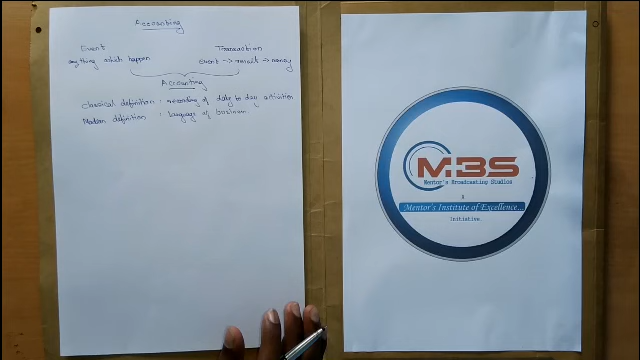 Accounting
Event Transaction
anything which happen event -> result -> money
Accounting
Classical definition : recording of day to day activities
Modern definition : language of business.
MBS
Mentor's Broadcasting Studios
A
Mentor's Institute of Excellence...
Initiative.